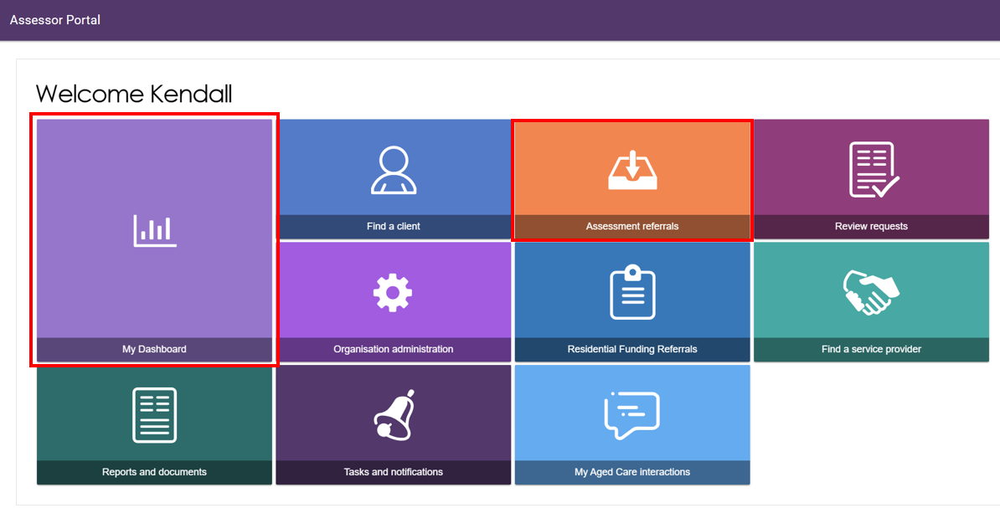 Assessor Portal
Welcome Kendall
My Dashboard
Find a client
Assessment referrals
Review requests
Organisation administration
Residential Funding Referrals
Find a service provider
Reports and documents
Tasks and notifications
My Aged Care interactions